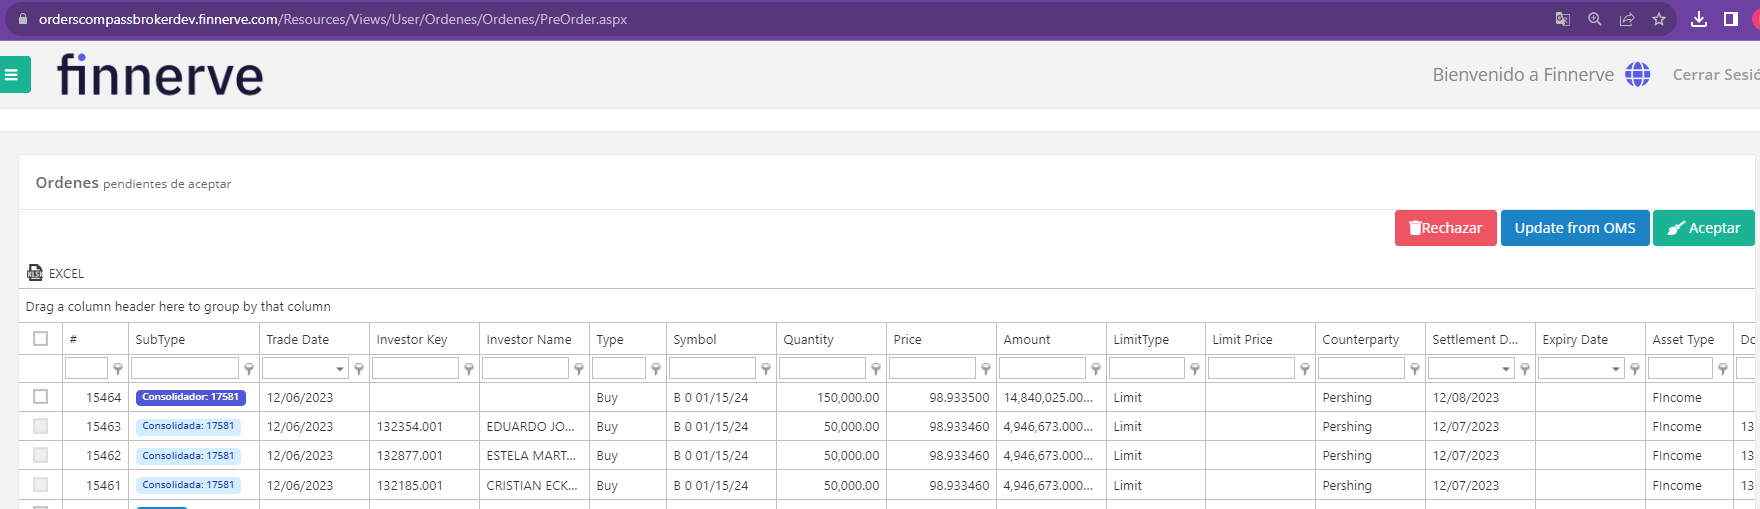 orderscompassbrokerdev.finnerve.com/Resources/Views/User/Ordenes/Ordenes/PreOrder.aspx
finnerve
Bienvenido a Finnerve Cerrar Sesió
Ordenes pendientes de aceptar
Rechazar Update from OMS Aceptar
XLSX EXCEL
Drag a column header here to group by that column
# SubType Trade Date Investor Key Investor Name Type Symbol Quantity Price Amount LimitType Limit Price Counterparty Settlement D... Expiry Date Asset Type Do
15464 Consolidador: 17581 12/06/2023 Buy B 0 01/15/24 150,000.00 98.933500 14,840,025.00... Limit Pershing 12/08/2023 FIncome
15463 Consolidada: 17581 12/06/2023 132354.001 EDUARDO JO... Buy B 0 01/15/24 50,000.00 98.933460 4,946,673.000... Limit Pershing 12/07/2023 FIncome 13
15462 Consolidada: 17581 12/06/2023 132877.001 ESTELA MART... Buy B 0 01/15/24 50,000.00 98.933460 4,946,673.000... Limit Pershing 12/07/2023 FIncome 13
15461 Consolidada: 17581 12/06/2023 132185.001 CRISTIAN ECK... Buy B 0 01/15/24 50,000.00 98.933460 4,946,673.000... Limit Pershing 12/07/2023 FIncome 13